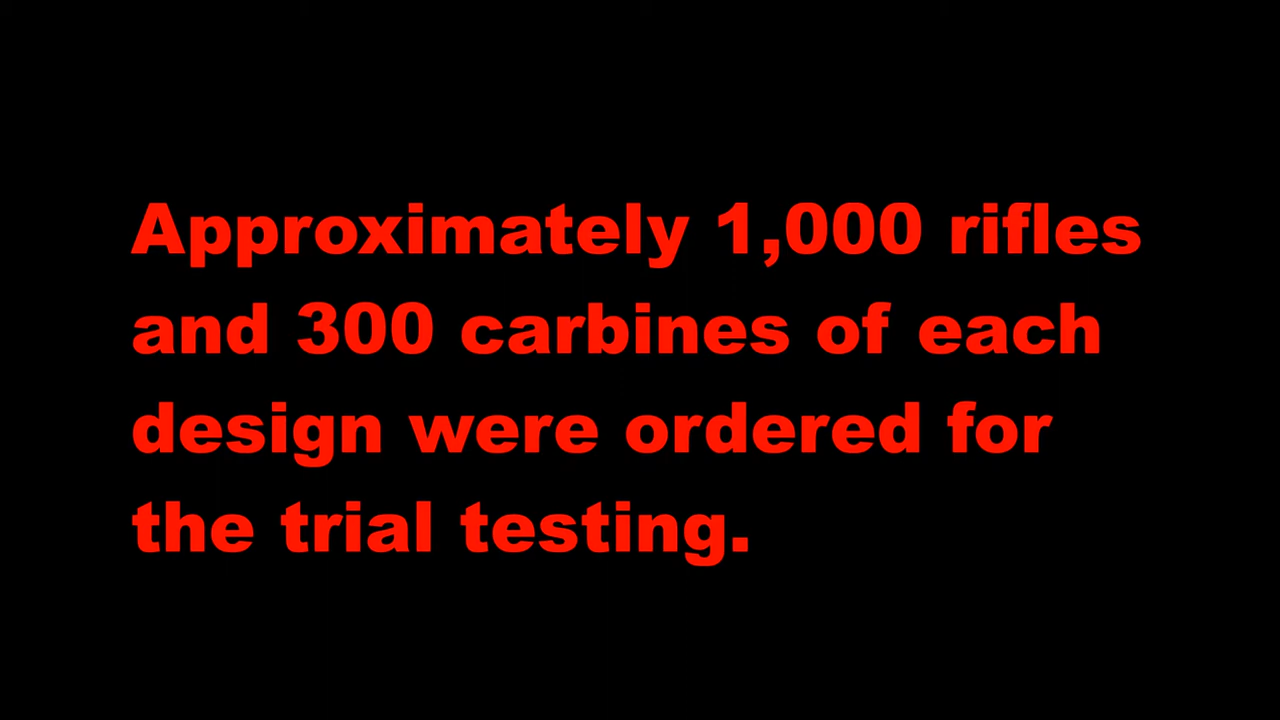 Approximately 1,000 rifles
and 300 carbines of each
design were ordered for
the trial testing.